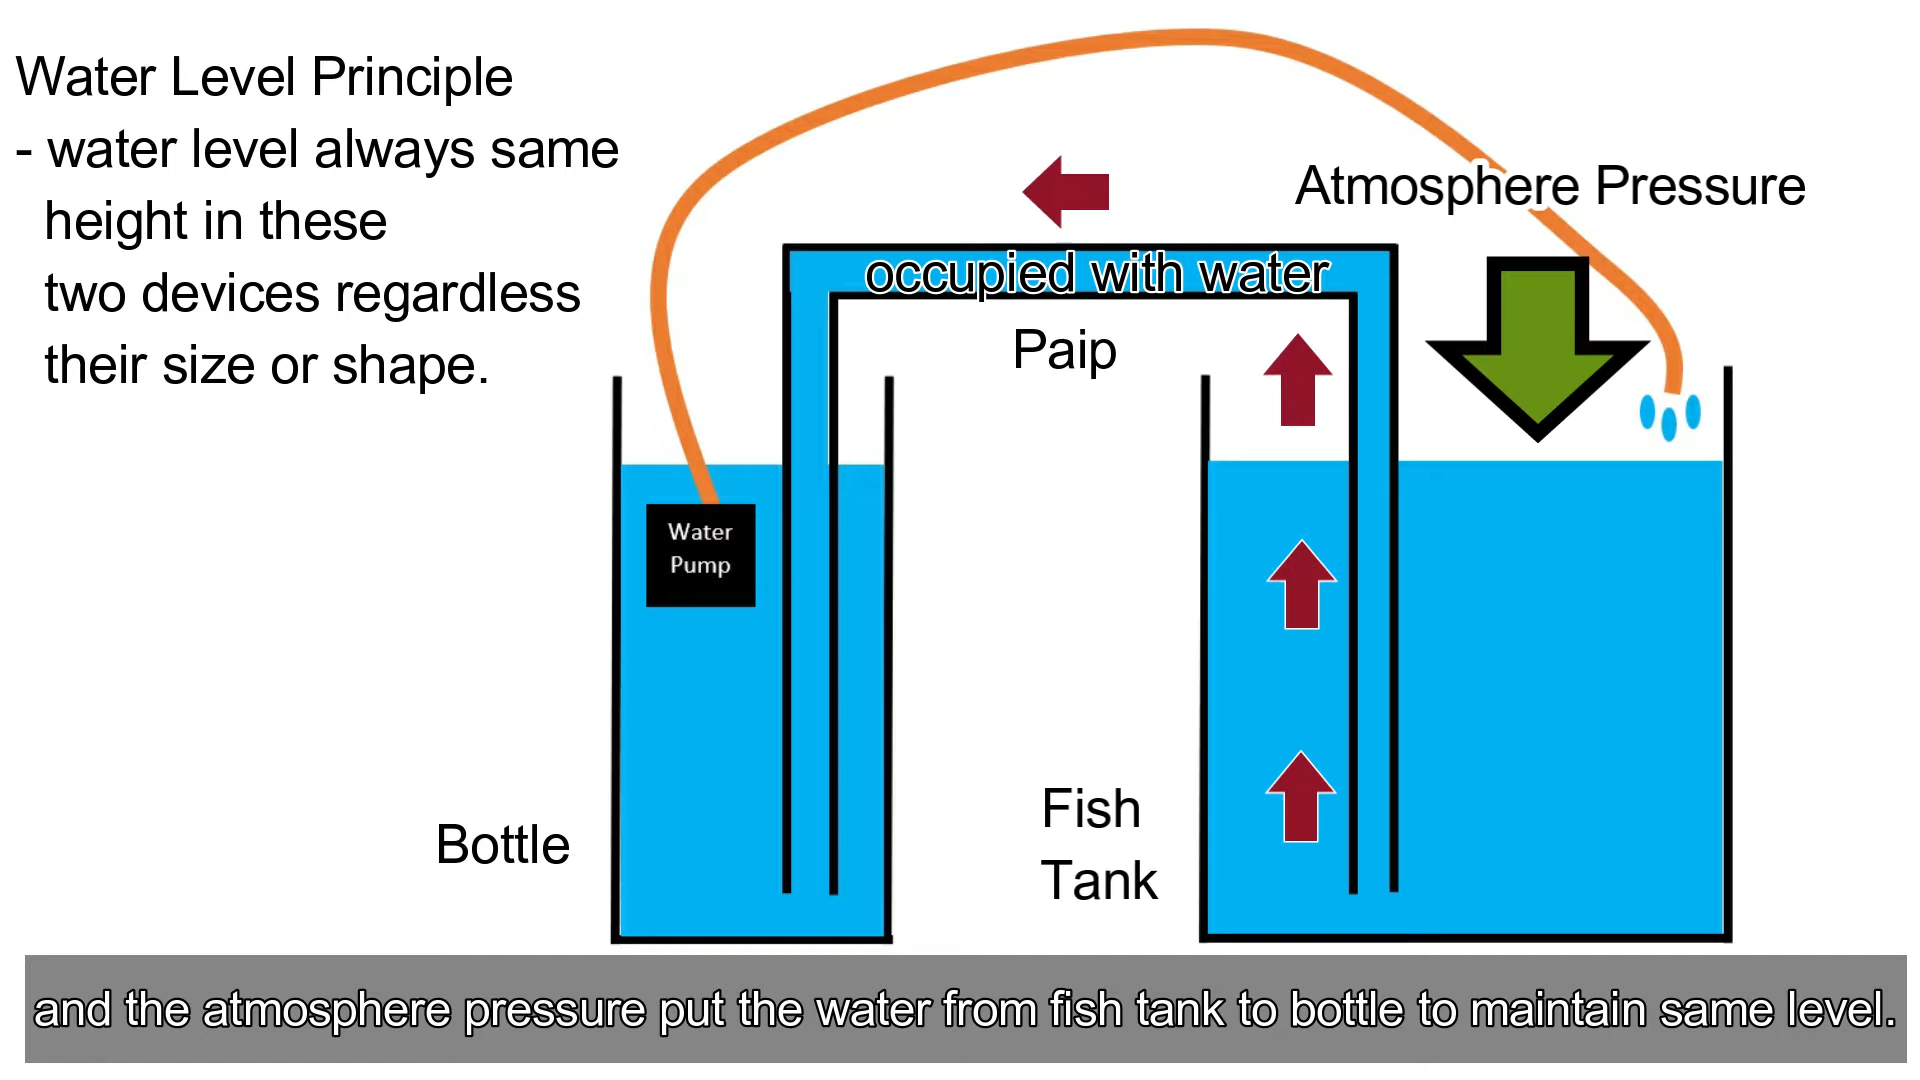 Water Level Principle
- water level always same
height in these
two devices regardless
their size or shape.
Atmosphere Pressure
occupied with water
Paip
Water
Pump
Bottle
Fish
Tank
and the atmosphere pressure put the water from fish tank to bottle to maintain same level.